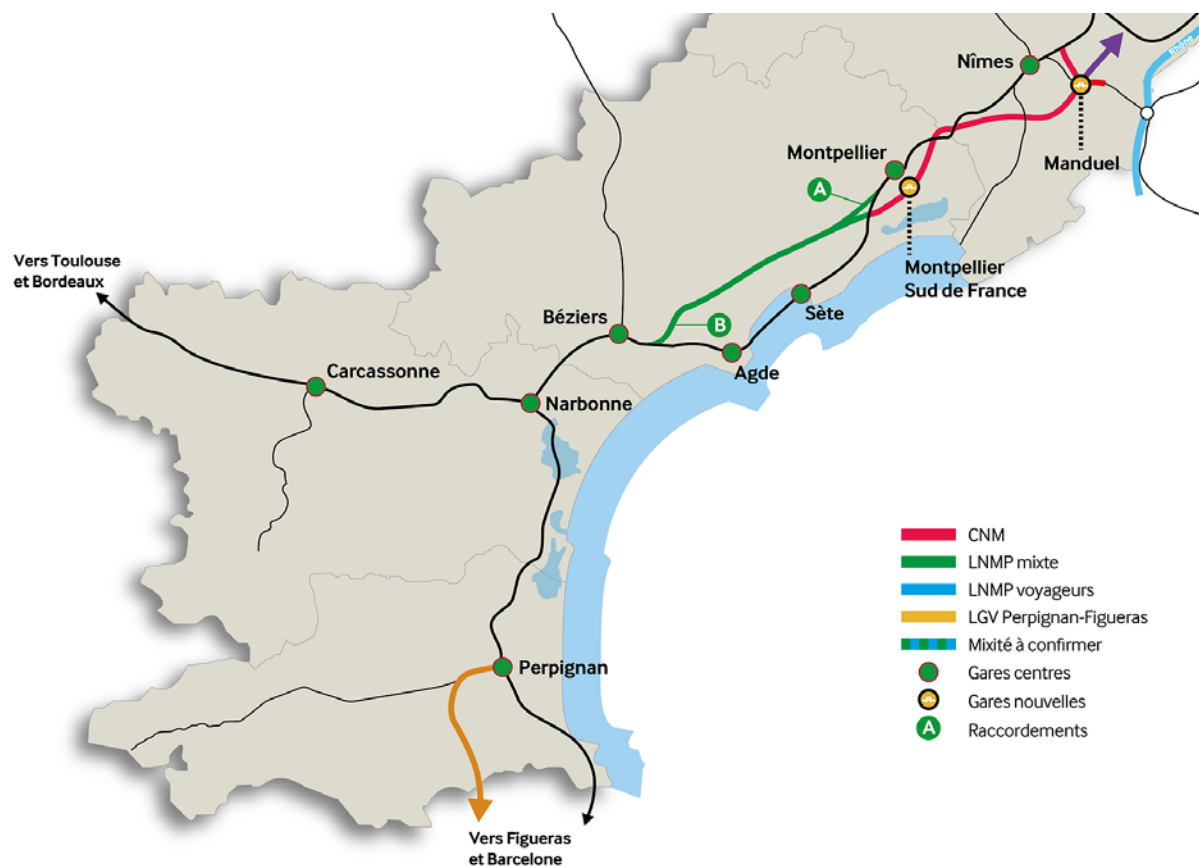 Rhône
Nîmes
Montpellier
Manduel
A
Vers Toulouse
et Bordeaux
Montpellier
Sud de France
Béziers
B
Sète
Agde
Carcassonne
Narbonne
CNM
LNMP mixte
LNMP voyageurs
LGV Perpignan-Figueras
Mixité à confirmer
Perpignan
Gares centres
Gares nouvelles
A
Raccordements
Vers Figueras
et Barcelone